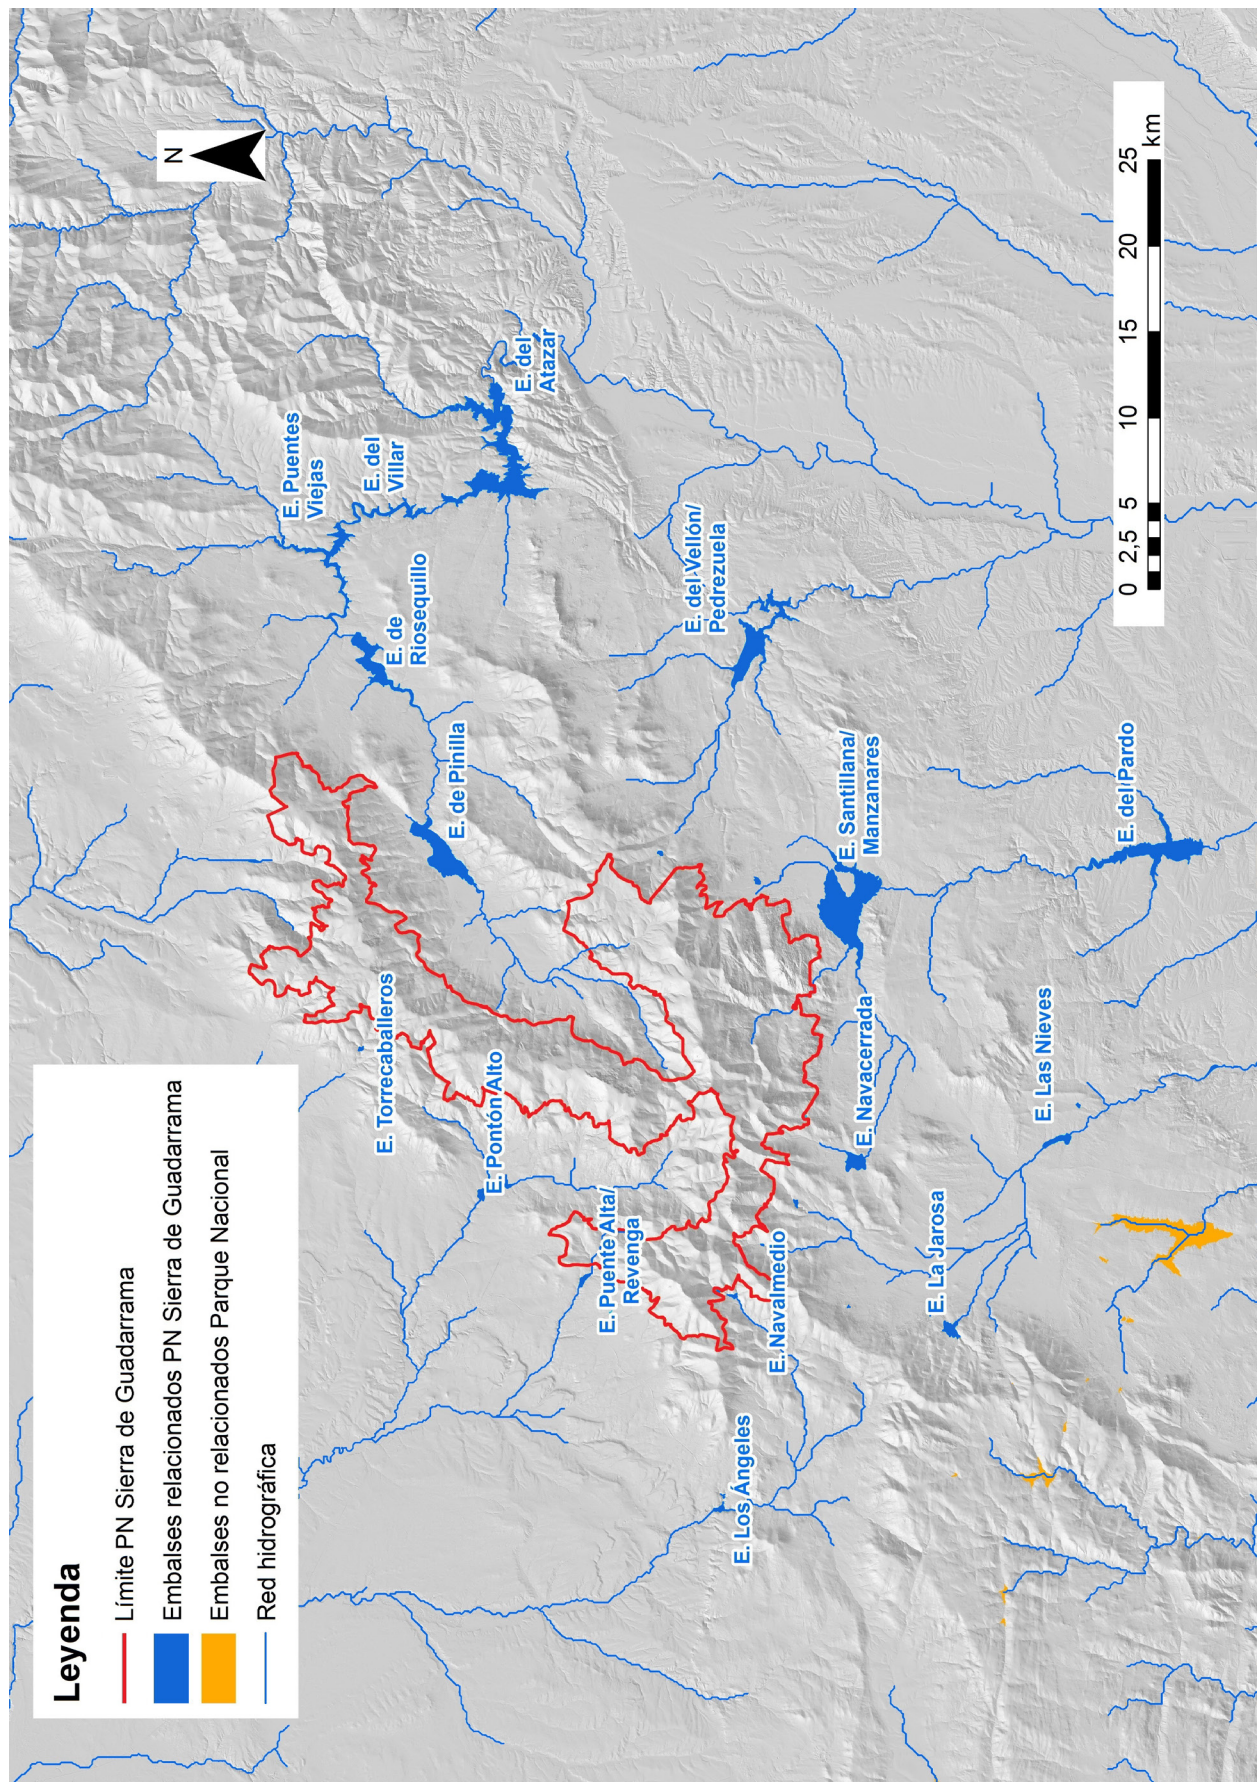 Leyenda
Límite PN Sierra de Guadarrama
Embalses relacionados PN Sierra de Guadarrama
Embalses no relacionados Parque Nacional
Red hidrográfica
N
E. Puentes
Viejas
E. del
Villar
E. de
Riosequillo
E. del
Atazar
E. de Pinilla
E. Torrecaballeros
E. Pontón Alto
E. Puente Alta/
Revenga
E. del Vellón/
Pedrezuela
E. Navalmedio
E. Los Ángeles
E. Santillana/
Manzanares
E. Navacerrada
E. La Jarosa
E. Las Nieves
E. del Pardo
0 2,5 5 10 15 20 25
km